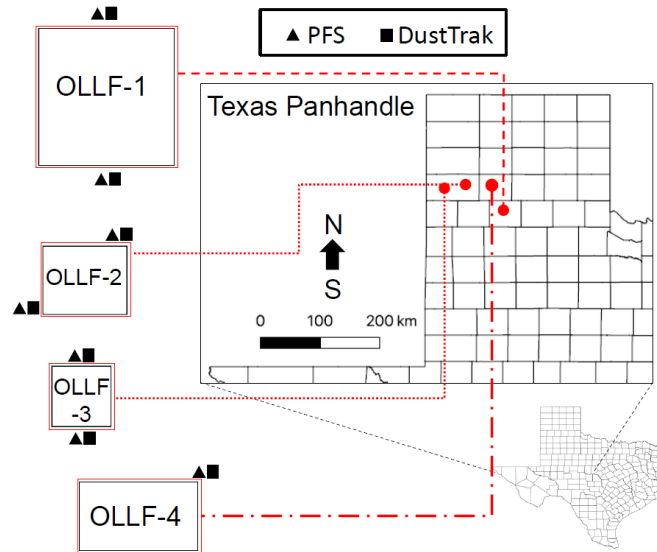 PFS
DustTrak
OLLF-1
Texas Panhandle
N
S
OLLF-2
0
100
200 km
OLLF
-3
OLLF-4